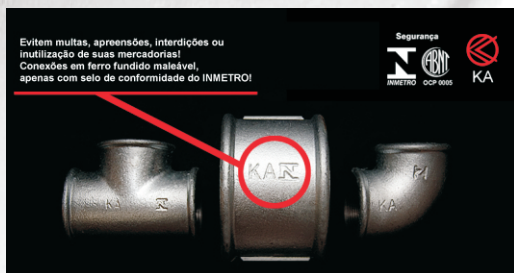 Evitem multas, apreensões, interdições ou
inutilização de suas mercadorias!
Conexões em ferro fundido maleável,
apenas com selo de conformidade do INMETRO!
Segurança
INMETRO
ABNT
OCP 0005
KA
KA
KA
KA